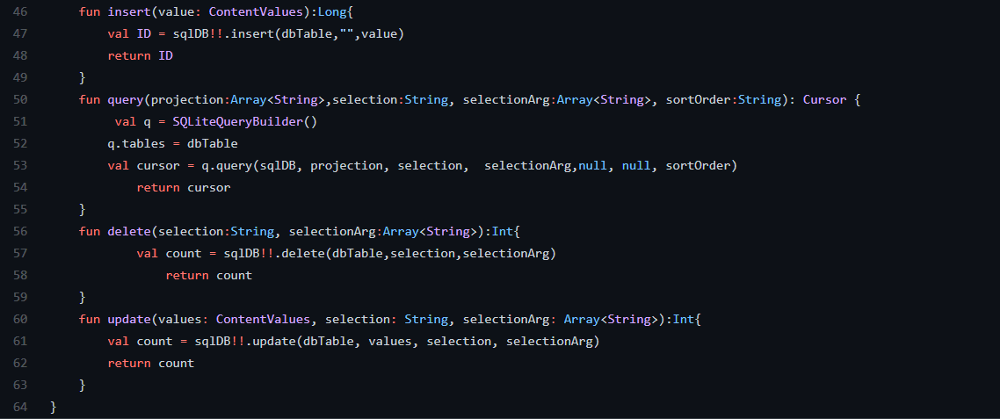 46 fun insert(value: ContentValues):Long{
47 val ID = sqlDB!!.insert(dbTable,"",value)
48 return ID
49 }
50 fun query(projection:Array<String>,selection:String, selectionArg:Array<String>, sortOrder:String): Cursor {
51 val q = SQLiteQueryBuilder()
52 q.tables = dbTable
53 val cursor = q.query(sqlDB, projection, selection,  selectionArg,null, null, sortOrder)
54 return cursor
55 }
56 fun delete(selection:String, selectionArg:Array<String>):Int{
57 val count = sqlDB!!.delete(dbTable,selection,selectionArg)
58 return count
59 }
60 fun update(values: ContentValues, selection: String, selectionArg: Array<String>):Int{
61 val count = sqlDB!!.update(dbTable, values, selection, selectionArg)
62 return count
63 }
64 }